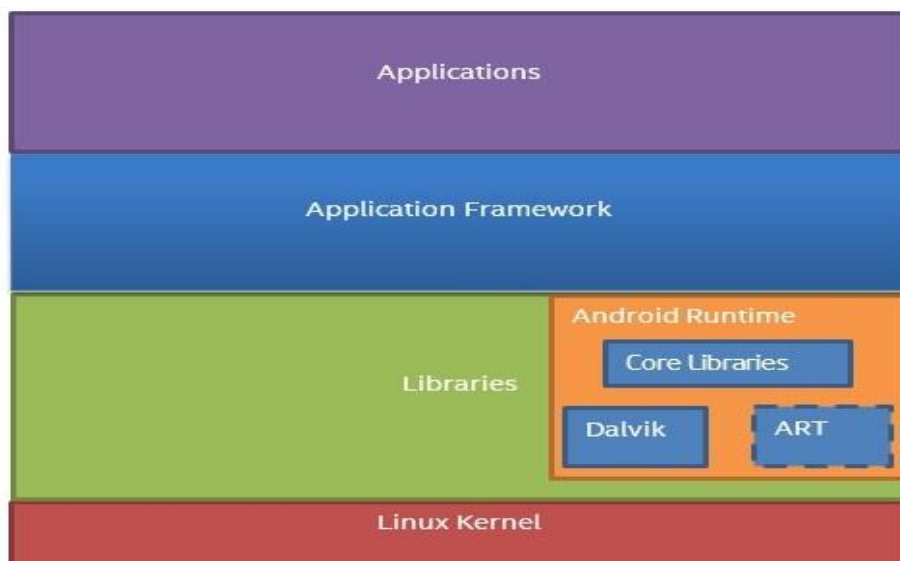 Applications
Application Framework
Android Runtime
Core Libraries
Libraries
Dalvik
ART
Linux Kernel